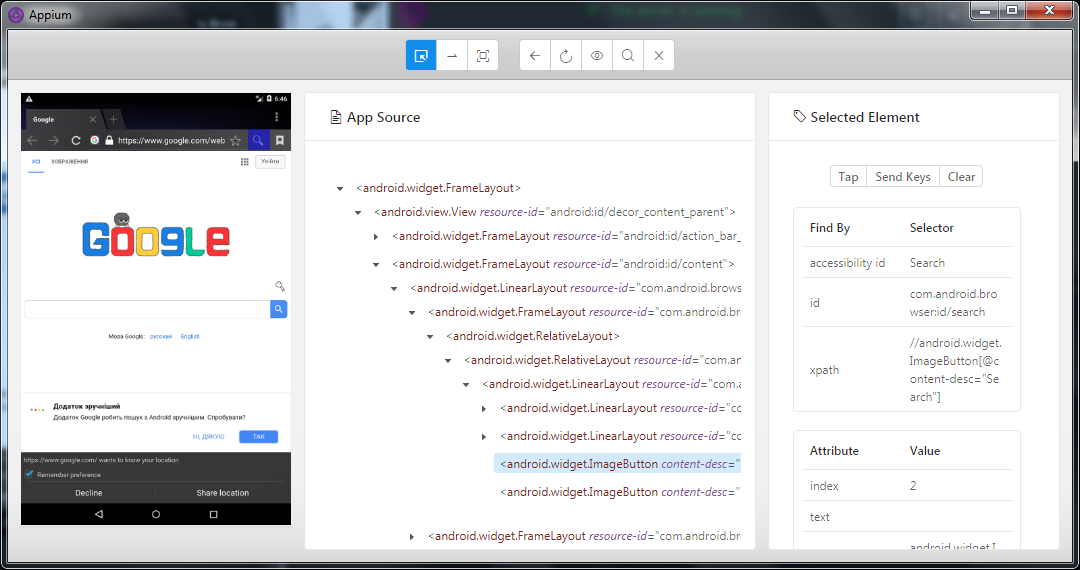 Appium
6:46
Google
https://www.google.com/web
УСІ ЗОБРАЖЕННЯ
Увійти
Google
Мова Google: русский English
Додаток зручніший
Додаток Google робить пошук з Android зручнішим. Спробувати?
НІ, ДЯКУЮ ТАК
https://www.google.com/ wants to know your location
Remember preference
Decline Share location
App Source
<android.widget.FrameLayout>
<android.view.View resource-id="android:id/decor_content_parent">
<android.widget.FrameLayout resource-id="android:id/action_bar_
<android.widget.FrameLayout resource-id="android:id/content">
<android.widget.LinearLayout resource-id="com.android.brows
<android.widget.FrameLayout resource-id="com.android.bro
<android.widget.RelativeLayout>
<android.widget.RelativeLayout resource-id="com.an
<android.widget.LinearLayout resource-id="com.a
<android.widget.LinearLayout resource-id="co
<android.widget.LinearLayout resource-id="co
<android.widget.ImageButton content-desc="
<android.widget.ImageButton content-desc="
<android.widget.FrameLayout resource-id="com.android.bro
Selected Element
Tap Send Keys Clear
Find By Selector
accessibility id Search
id com.android.bro
wser:id/search
xpath //android.widget.
ImageButton[@c
ontent-desc="Se
arch"]
Attribute Value
index 2
text
android.widget.I